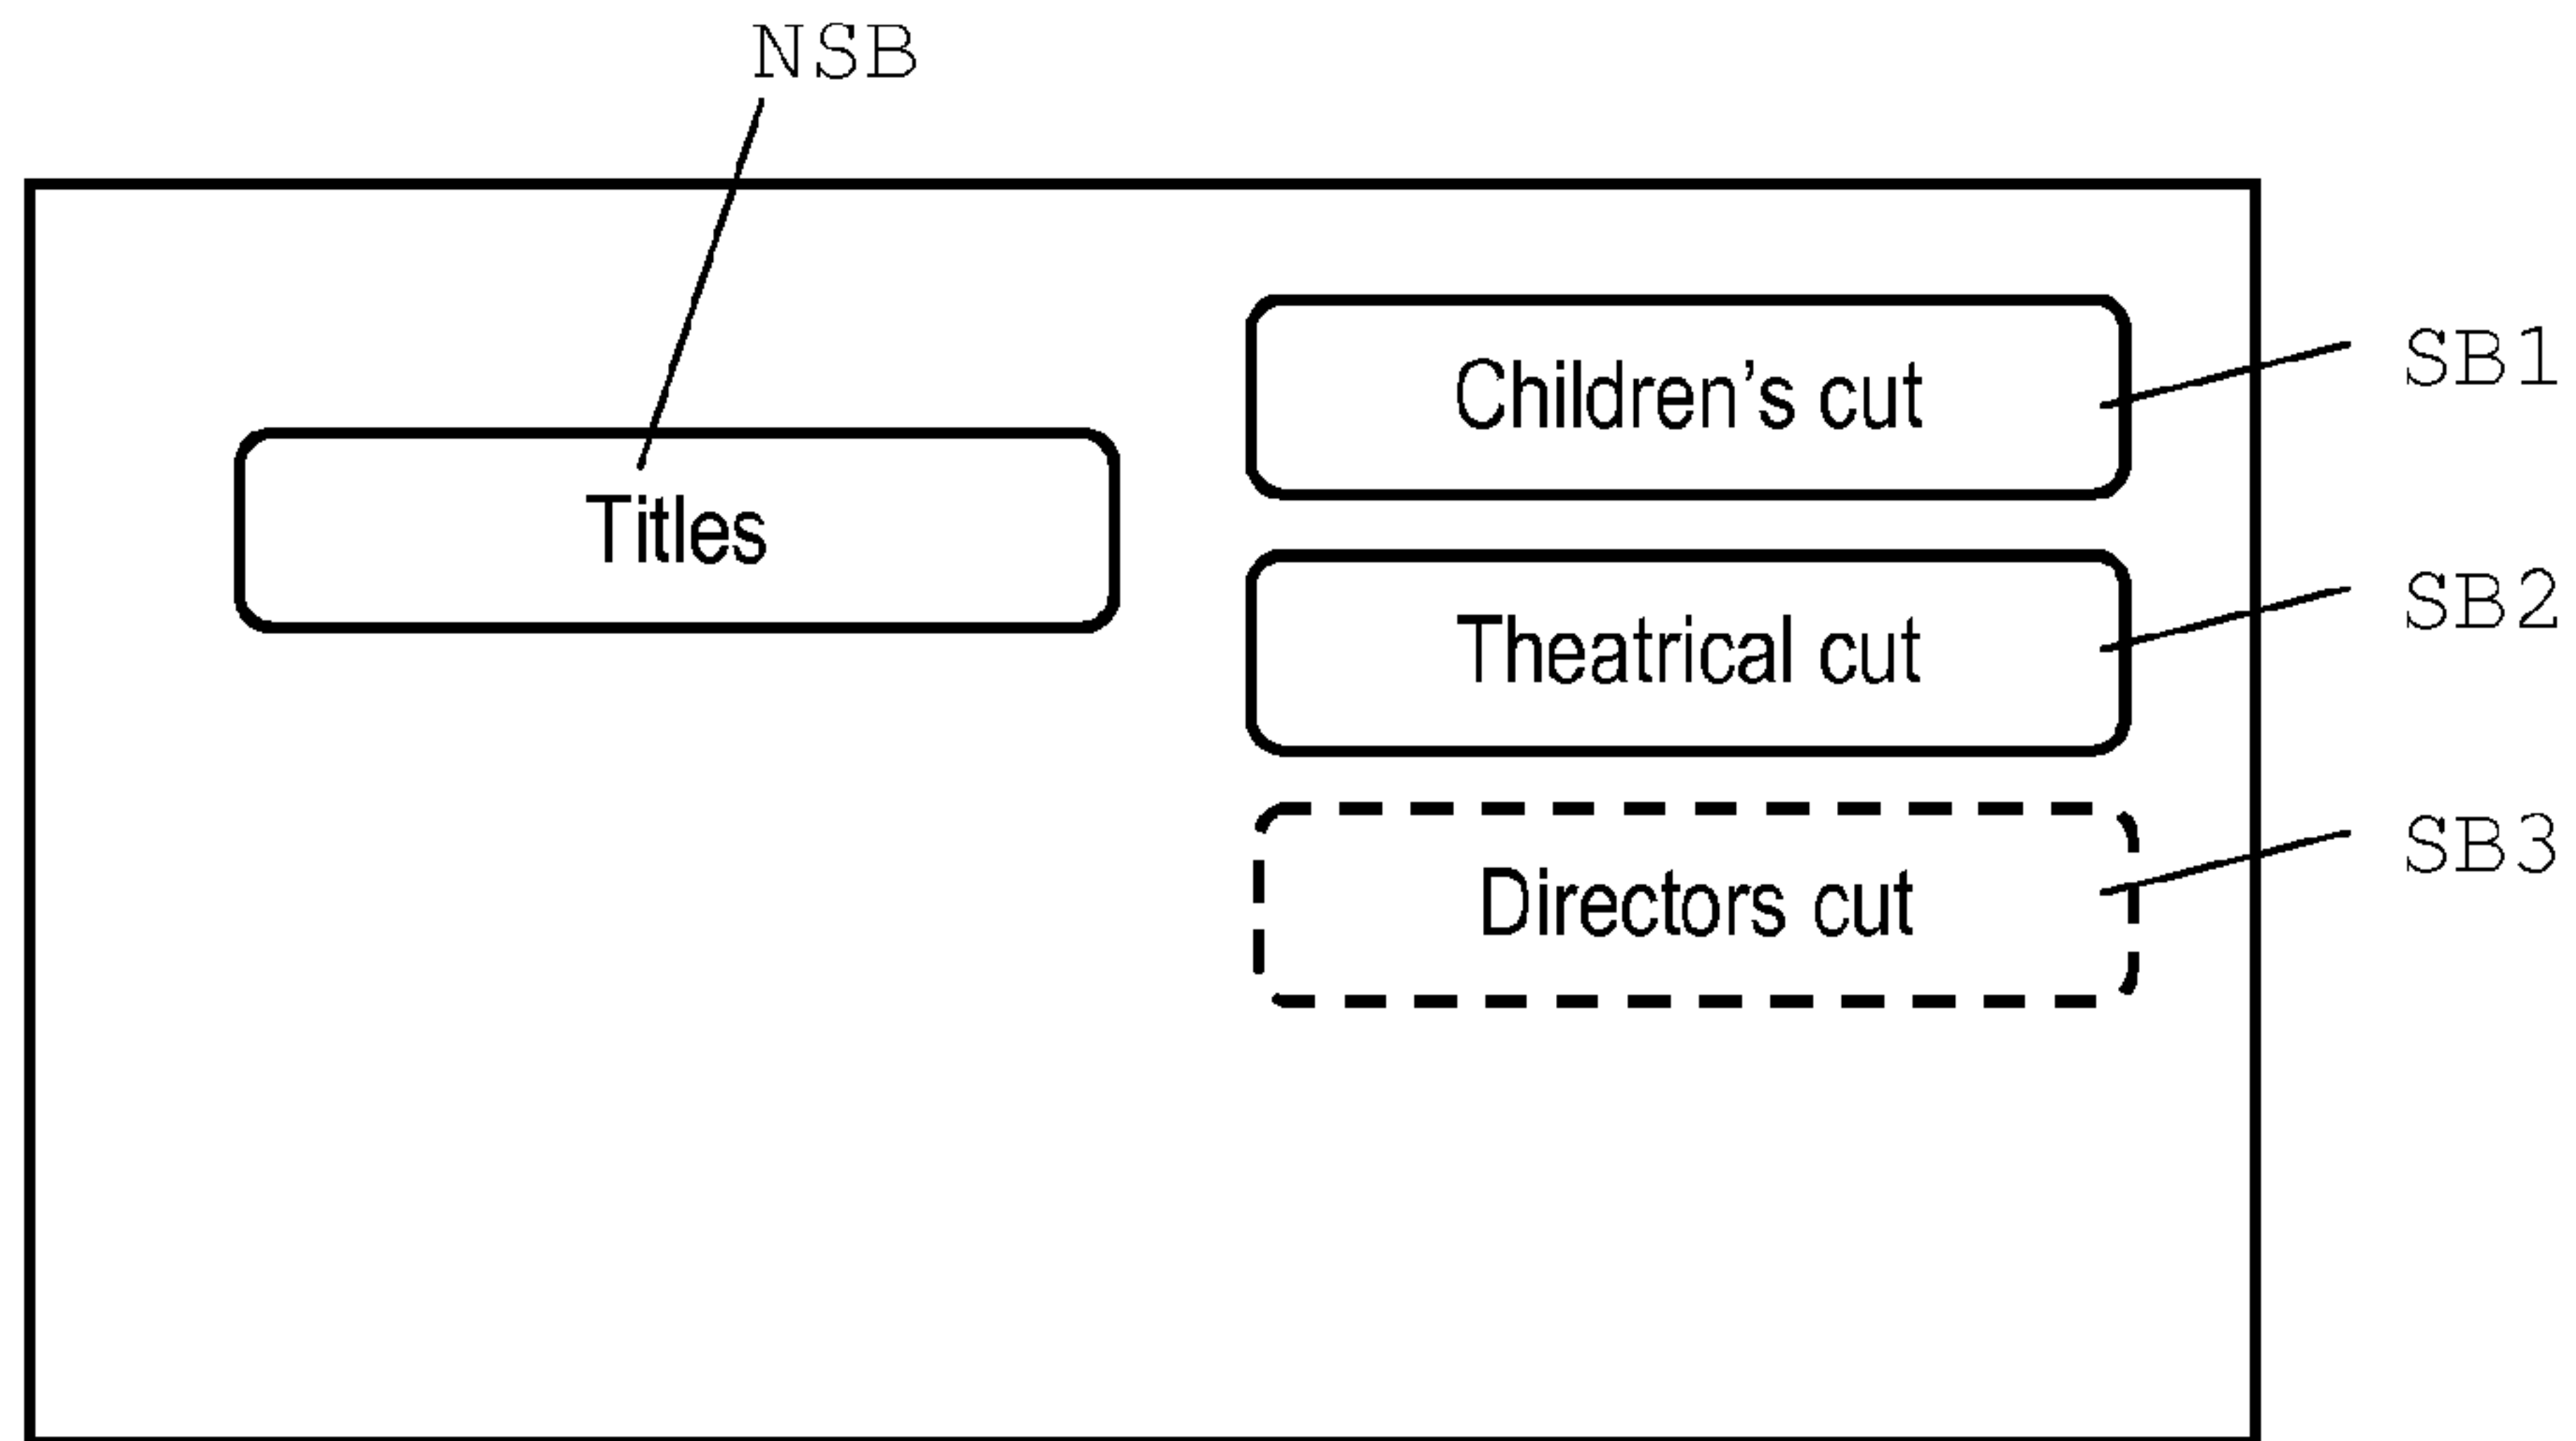 NSB
Titles
Children’s cut
SB1
Theatrical cut
SB2
Directors cut
SB3